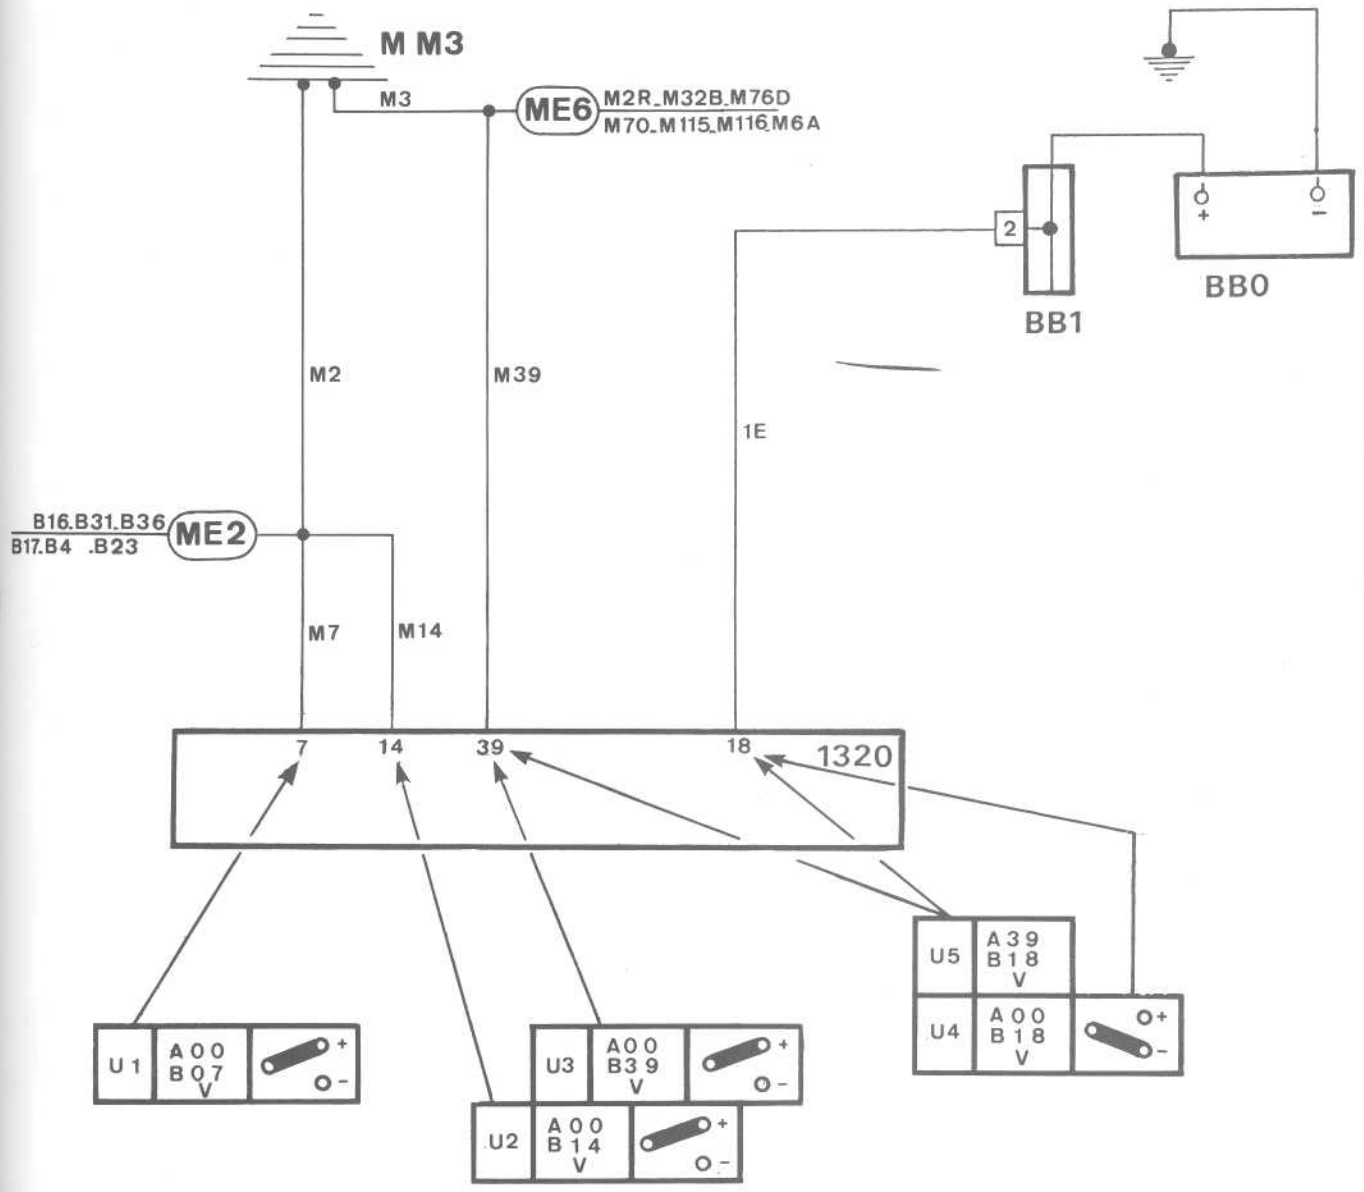 M M3
M3
ME6
M2R_M32B_M76D
M70_M115_M116_M6A
2
+
−
BB0
BB1
M2
M39
1E
B16.B31.B36
B17.B4 .B23
ME2
M7
M14
7
14
39
18
1320
U5
A39
B18
V
U4
A00
B18
V
+
−
U1
A00
B07
V
+
−
U3
A00
B39
V
+
−
U2
A00
B14
V
+
−